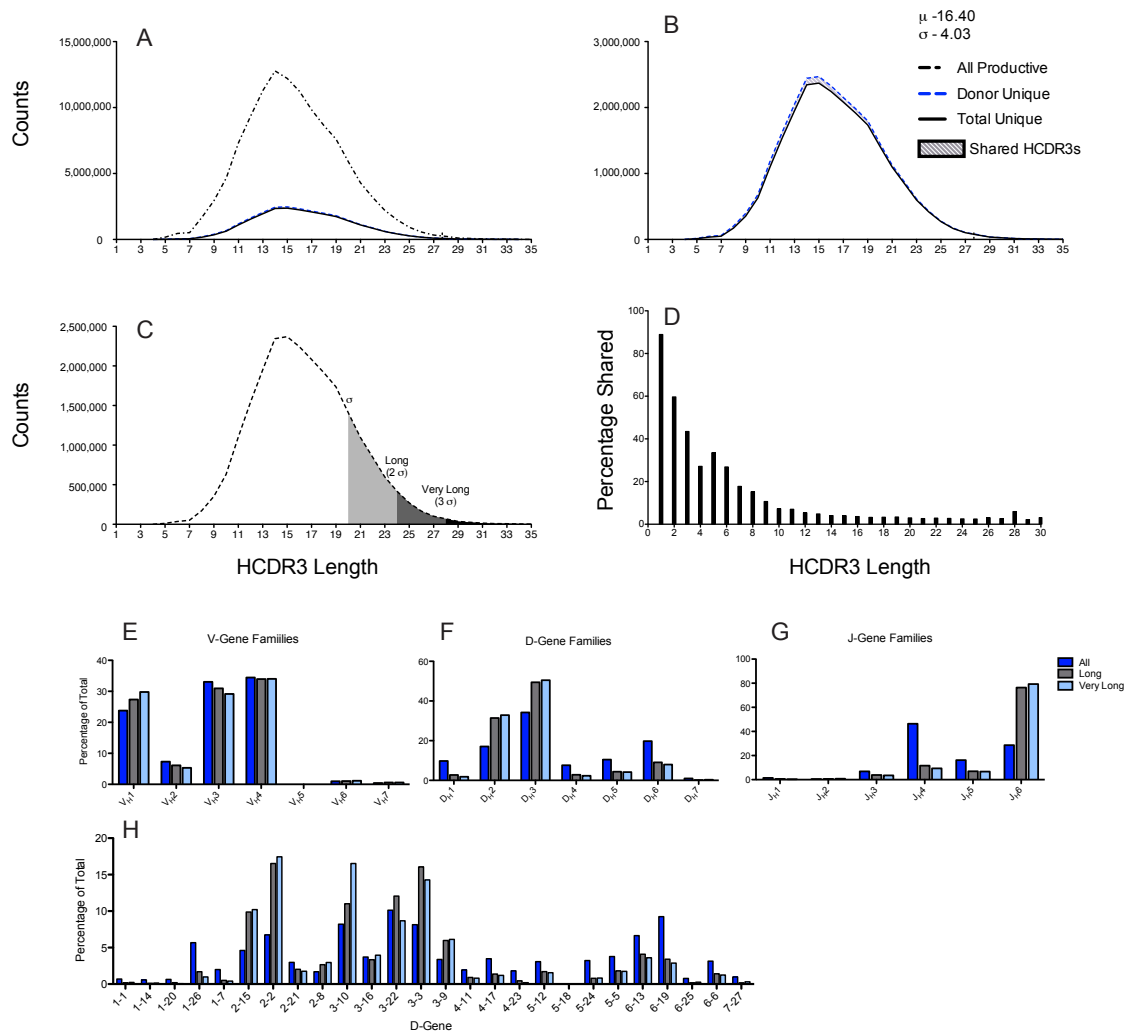 A
15,000,000
10,000,000
5,000,000
0
Counts
1 3 5 7 9 11 13 15 17 19 21 23 25 27 29 31 33 35
B
3,000,000
2,000,000
1,000,000
0
1 3 5 7 9 11 13 15 17 19 21 23 25 27 29 31 33 35
μ -16.40
σ - 4.03
All Productive
Donor Unique
Total Unique
Shared HCDR3s
C
2,500,000
2,000,000
1,500,000
1,000,000
500,000
0
Counts
σ
Long
(2 σ)
Very Long
(3 σ)
1 3 5 7 9 11 13 15 17 19 21 23 25 27 29 31 33 35
HCDR3 Length
D
100
80
60
40
20
0
Percentage Shared
0 2 4 6 8 10 12 14 16 18 20 22 24 26 28 30
HCDR3 Length
E
V-Gene Famiilies
40
30
20
10
0
Percentage of Total
VH1 VH2 VH3 VH4 VH5 VH6 VH7
F
D-Gene Families
60
40
20
0
DH1 DH2 DH3 DH4 DH5 DH6 DH7
G
J-Gene Families
100
80
60
40
20
0
JH1 JH2 JH3 JH4 JH5 JH6
All
Long
Very Long
H
20
15
10
5
0
Percentage of Total
1-1 1-14 1-20 1-26 1-7 2-15 2-2 2-21 2-8 3-10 3-16 3-22 3-3 3-9 4-11 4-17 4-23 5-12 5-18 5-24 5-5 6-13 6-19 6-25 6-6 7-27
D-Gene